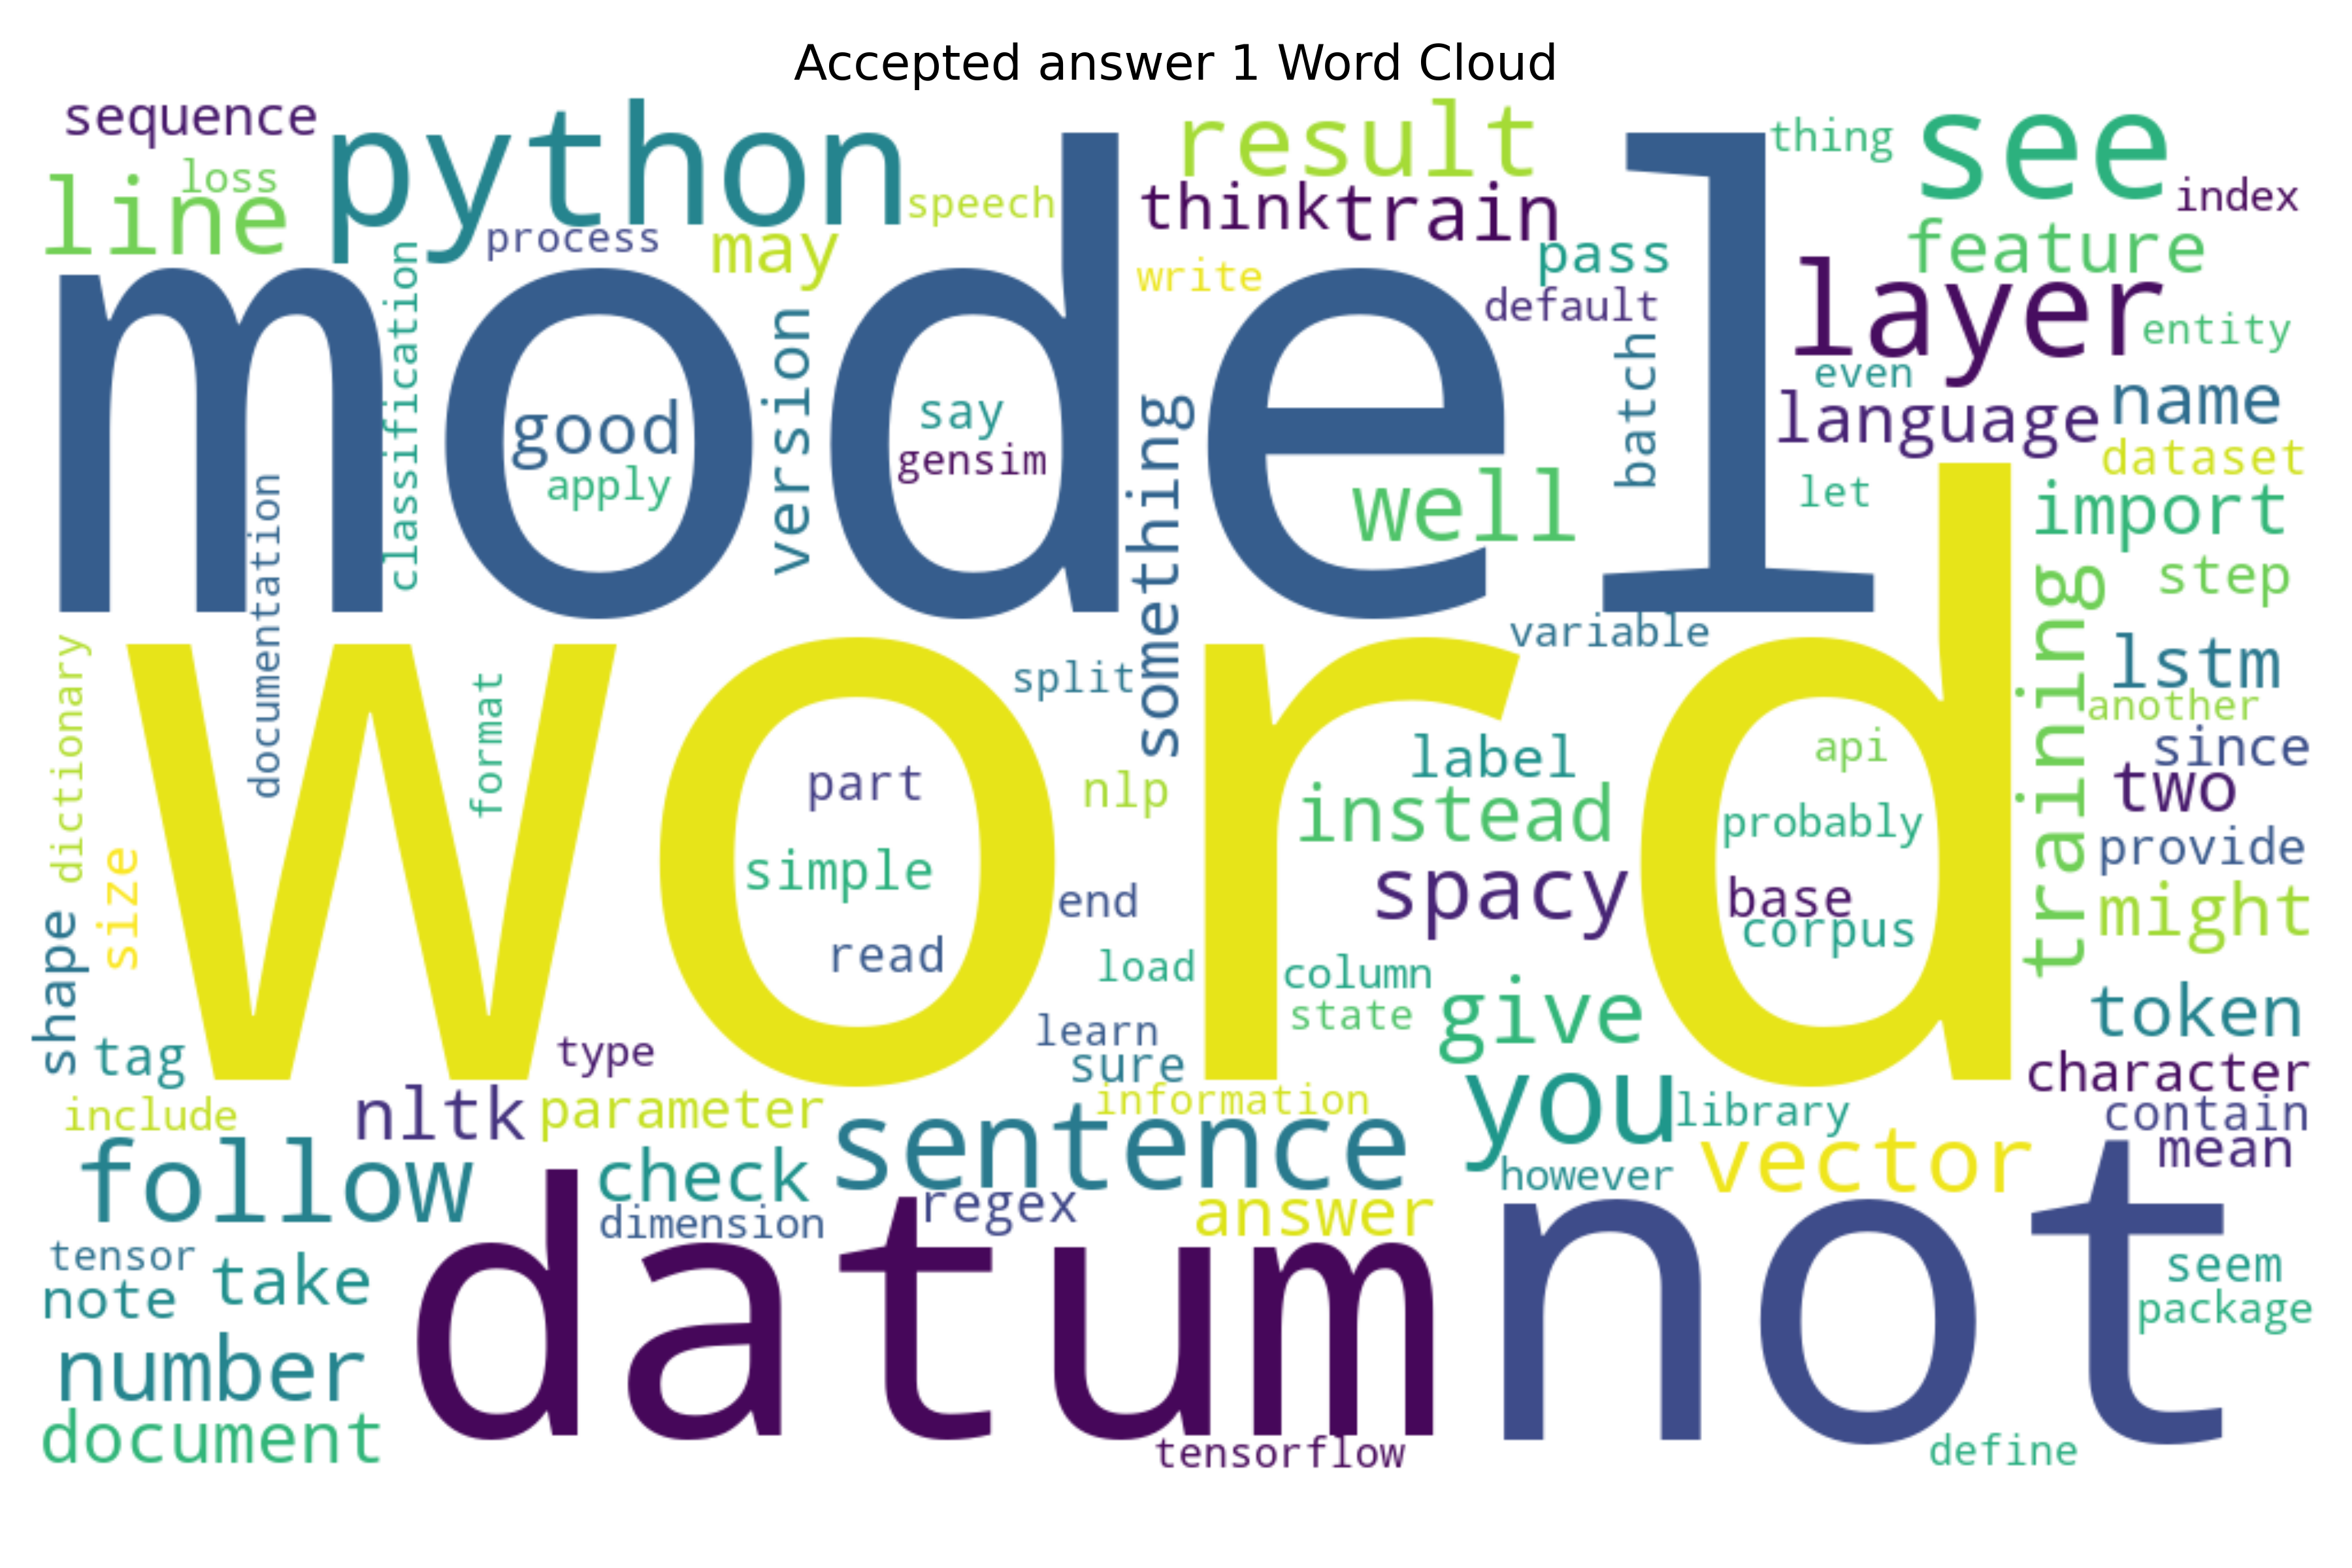 Accepted answer 1 Word Cloud
sequence
python
result
thing
see
line
loss
process
may
speech
think
train
write
pass
default
index
feature
layer
entity
model
classification
documentation
good
apply
version
say
gensim
something
well
batch
even
language
name
dataset
let
import
step
variable
word
dictionary
format
size
shape
tag
type
part
simple
read
split
nlp
end
load
learn
sure
label
instead
spacy
column
state
give
api
probably
base
corpus
training
lstm
another
since
two
provide
might
token
character
contain
mean
include
nltk
parameter
information
sentence
you
library
however
vector
follow
check
dimension
regex
answer
datum
not
tensor
note
take
number
document
tensorflow
seem
package
define